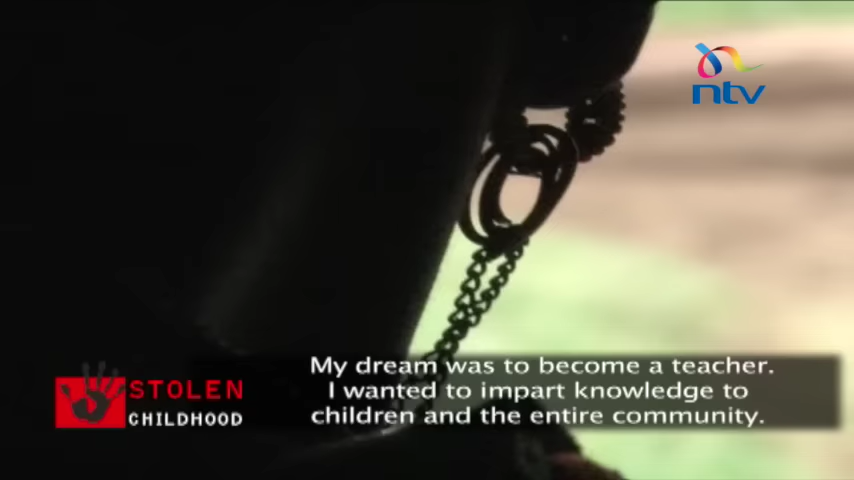 ntv
My dream was to become a teacher.
I wanted to impart knowledge to
children and the entire community.
STOLEN
CHILDHOOD